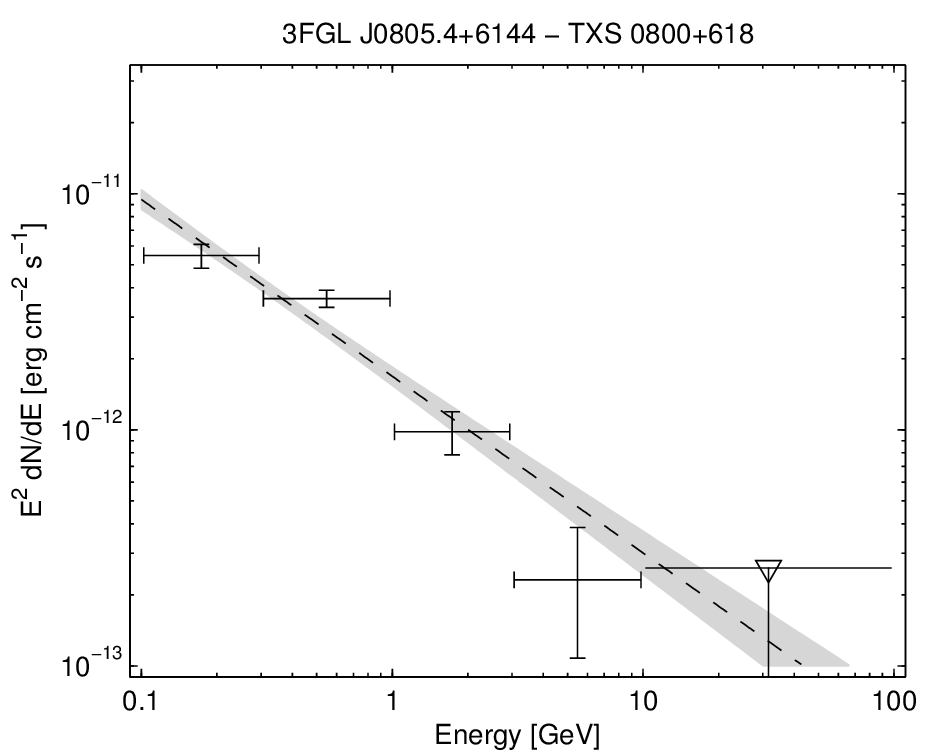 3FGL J0805.4+6144 − TXS 0800+618
10⁻¹¹
10⁻¹²
10⁻¹³
E² dN/dE [erg cm⁻² s⁻¹]
0.1 1 10 100
Energy [GeV]